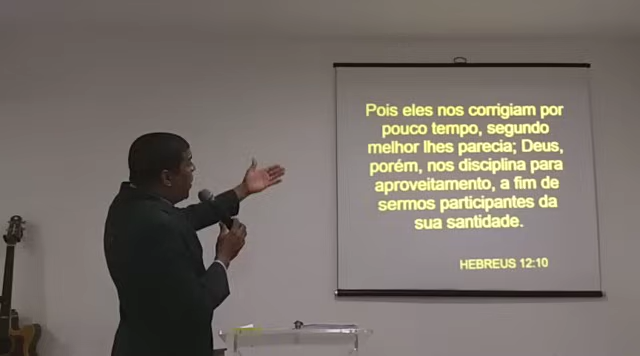 Pois eles nos corrigiam por
pouco tempo, segundo
melhor lhes parecia; Deus,
porém, nos disciplina para
aproveitamento, a fim de
sermos participantes da
sua santidade.
HEBREUS 12:10